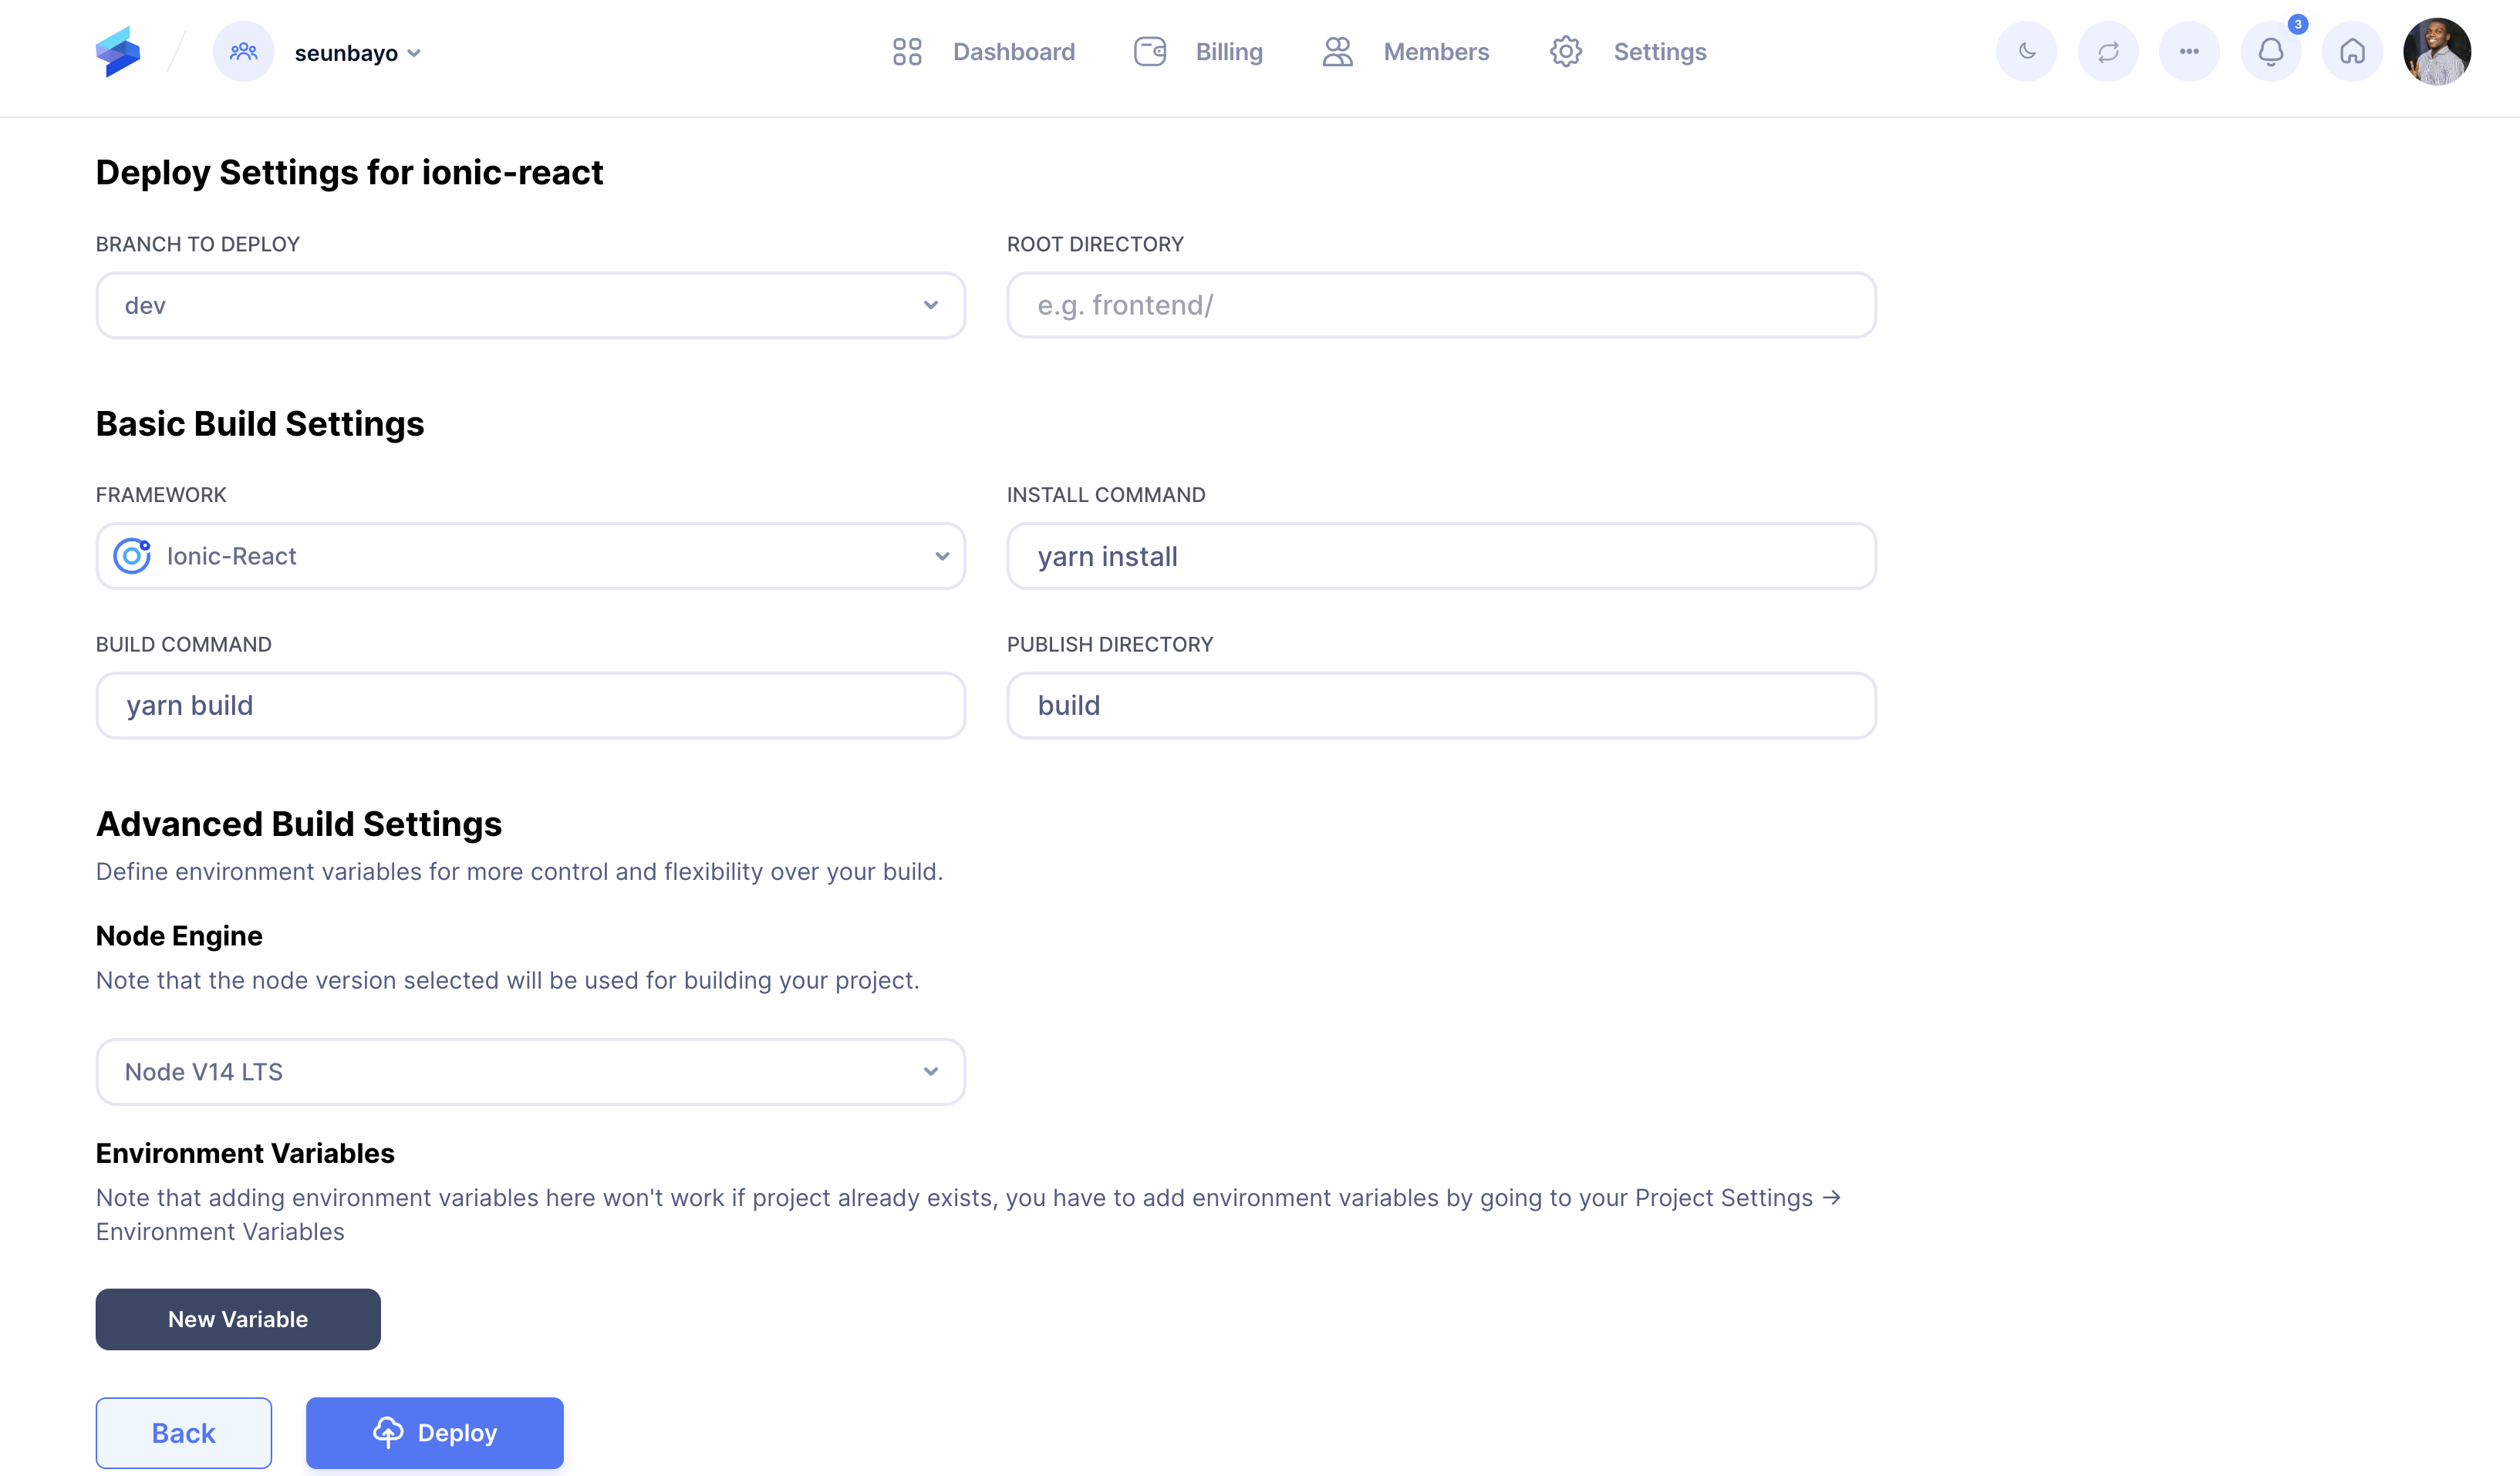 seunbayo
Dashboard
Billing
Members
Settings
3
Deploy Settings for ionic-react
BRANCH TO DEPLOY
ROOT DIRECTORY
dev
e.g. frontend/
Basic Build Settings
FRAMEWORK
INSTALL COMMAND
Ionic-React
yarn install
BUILD COMMAND
PUBLISH DIRECTORY
yarn build
build
Advanced Build Settings
Define environment variables for more control and flexibility over your build.
Node Engine
Note that the node version selected will be used for building your project.
Node V14 LTS
Environment Variables
Note that adding environment variables here won't work if project already exists, you have to add environment variables by going to your Project Settings →
Environment Variables
New Variable
Back
Deploy